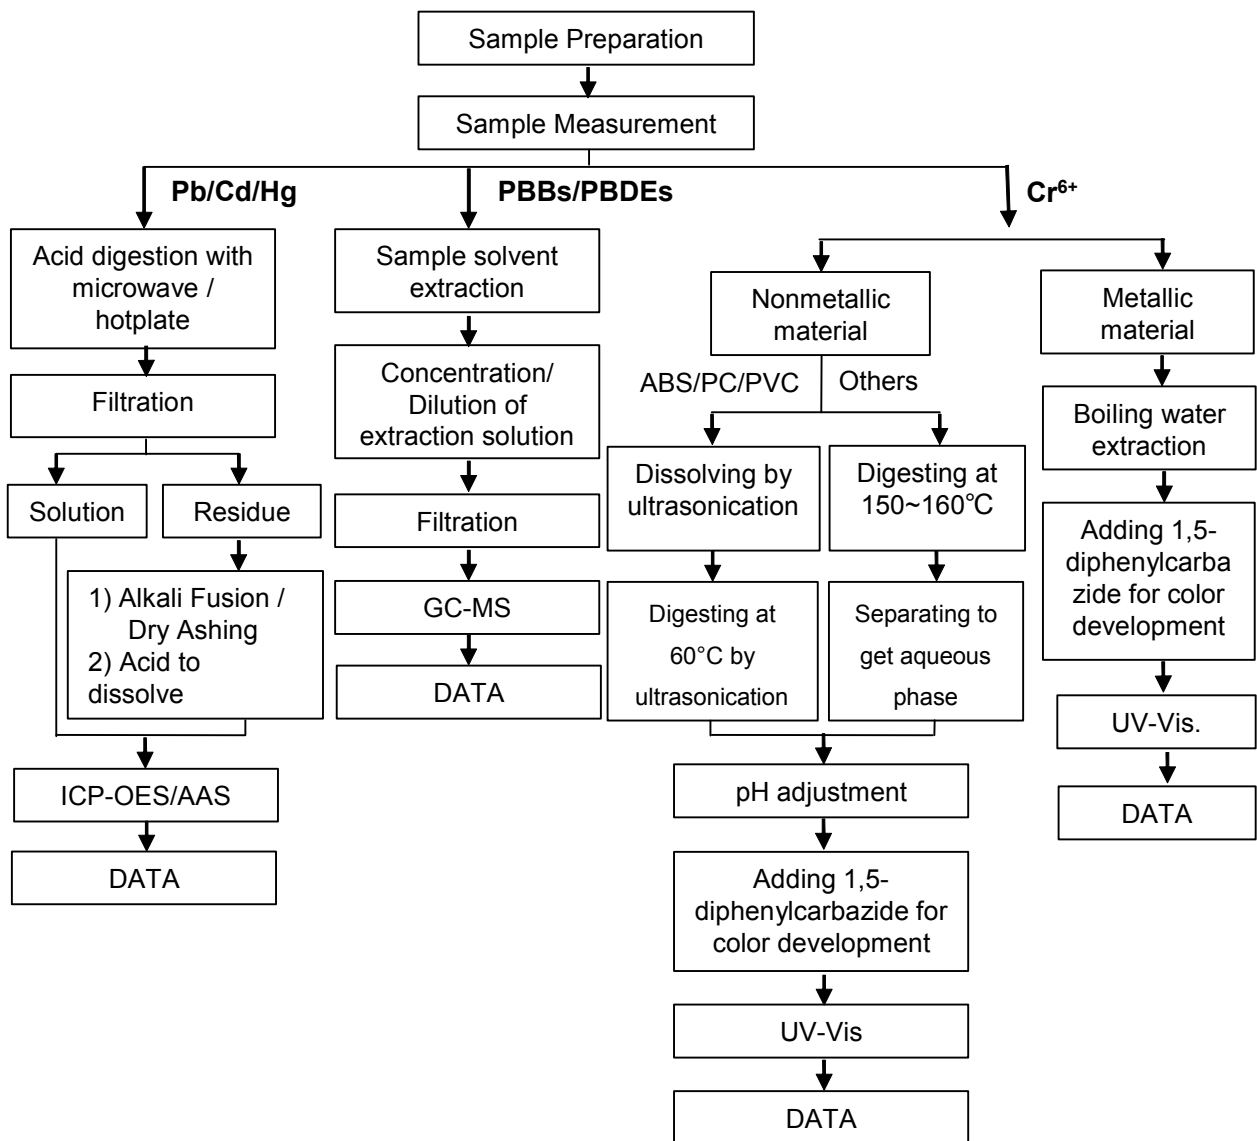 Sample Preparation
Sample Measurement
Pb/Cd/Hg
PBBs/PBDEs
Cr⁶⁺
Acid digestion with
microwave /
hotplate
Filtration
Solution
Residue
1) Alkali Fusion /
Dry Ashing
2) Acid to
dissolve
ICP-OES/AAS
DATA
Sample solvent
extraction
Concentration/
Dilution of
extraction solution
Filtration
GC-MS
DATA
Nonmetallic
material
ABS/PC/PVC
Others
Dissolving by
ultrasonication
Digesting at
60°C by
ultrasonication
Digesting at
150~160℃
Separating to
get aqueous
phase
pH adjustment
Adding 1,5-
diphenylcarbazide for
color development
UV-Vis
DATA
Metallic
material
Boiling water
extraction
Adding 1,5-
diphenylcarba
zide for color
development
UV-Vis.
DATA